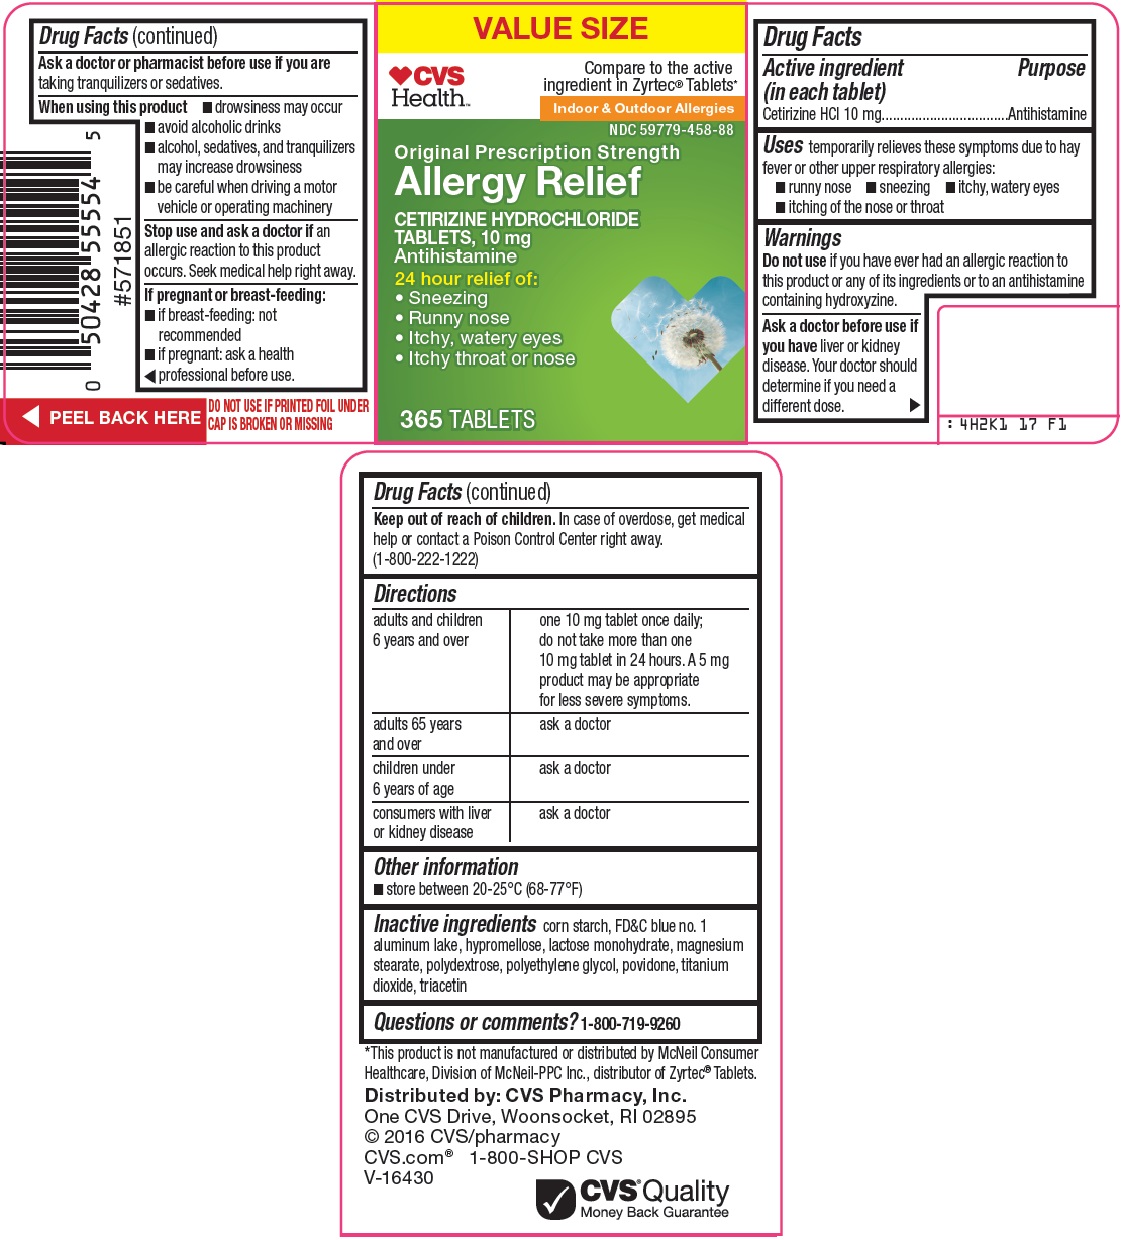 Drug Facts (continued)
Ask a doctor or pharmacist before use if you are
taking tranquilizers or sedatives.
When using this product ■ drowsiness may occur
■ avoid alcoholic drinks
■ alcohol, sedatives, and tranquilizers
may increase drowsiness
■ be careful when driving a motor
vehicle or operating machinery
Stop use and ask a doctor if an
allergic reaction to this product
occurs. Seek medical help right away.
If pregnant or breast-feeding:
■ if breast-feeding: not
recommended
■ if pregnant: ask a health
◀ professional before use.
0 50428 55554 5
#571851
◀ PEEL BACK HERE
DO NOT USE IF PRINTED FOIL UNDER
CAP IS BROKEN OR MISSING
VALUE SIZE
CVS
Health™
Compare to the active
ingredient in Zyrtec® Tablets*
Indoor & Outdoor Allergies
NDC 59779-458-88
Original Prescription Strength
Allergy Relief
CETIRIZINE HYDROCHLORIDE
TABLETS, 10 mg
Antihistamine
24 hour relief of:
• Sneezing
• Runny nose
• Itchy, watery eyes
• Itchy throat or nose
365 TABLETS
Drug Facts
Active ingredient Purpose
(in each tablet)
Cetirizine HCl 10 mg..................................Antihistamine
Uses temporarily relieves these symptoms due to hay
fever or other upper respiratory allergies:
■ runny nose ■ sneezing ■ itchy, watery eyes
■ itching of the nose or throat
Warnings
Do not use if you have ever had an allergic reaction to
this product or any of its ingredients or to an antihistamine
containing hydroxyzine.
Ask a doctor before use if
you have liver or kidney
disease. Your doctor should
determine if you need a
different dose. ▶
: 4H2K1 17 F1
Drug Facts (continued)
Keep out of reach of children. In case of overdose, get medical
help or contact a Poison Control Center right away.
(1-800-222-1222)
Directions
adults and children one 10 mg tablet once daily;
6 years and over do not take more than one
10 mg tablet in 24 hours. A 5 mg
product may be appropriate
for less severe symptoms.
adults 65 years ask a doctor
and over
children under ask a doctor
6 years of age
consumers with liver ask a doctor
or kidney disease
Other information
■ store between 20-25°C (68-77°F)
Inactive ingredients corn starch, FD&C blue no. 1
aluminum lake, hypromellose, lactose monohydrate, magnesium
stearate, polydextrose, polyethylene glycol, povidone, titanium
dioxide, triacetin
Questions or comments? 1-800-719-9260
*This product is not manufactured or distributed by McNeil Consumer
Healthcare, Division of McNeil-PPC Inc., distributor of Zyrtec® Tablets.
Distributed by: CVS Pharmacy, Inc.
One CVS Drive, Woonsocket, RI 02895
© 2016 CVS/pharmacy
CVS.com® 1-800-SHOP CVS
V-16430
CVS® Quality
Money Back Guarantee